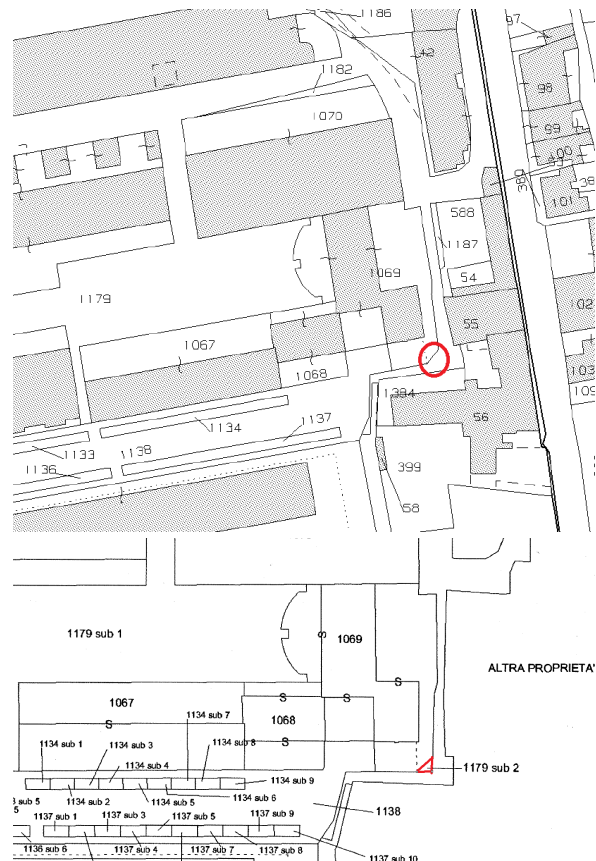 1186
97
42
1182
98
1070
99
100
380
38
101
588
1187
1069
54
1179
102
55
1067
103
1068
109
1384
1134
1137
56
1133
1138
1136
399
58
1179 sub 1
1069
ALTRA PROPRIETA'
1067
1068
1134 sub 7
1134 sub 1
1134 sub 3
1134 sub 8
1134 sub 4
1179 sub 2
1134 sub 9
1134 sub 2
1134 sub 5
1134 sub 6
3 sub 5
5
1137 sub 1
1137 sub 3
1137 sub 5
1137 sub 9
1138
1136 sub 6
1137 sub 4
1137 sub 7
1137 sub 8
1137 sub 10